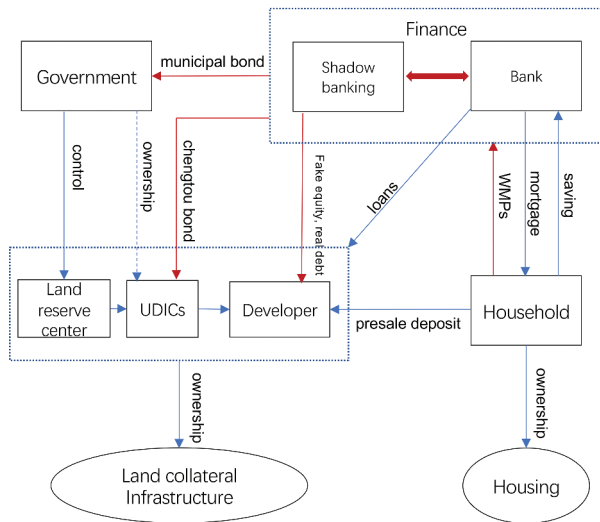 Finance
municipal bond
Government
Shadow
banking
Bank
control
ownership
chengtou bond
Fake equity, real debt
loans
WMPs
mortgage
saving
Land
reserve
center
UDICs
Developer
presale deposit
Household
ownership
ownership
Land collateral
Infrastructure
Housing